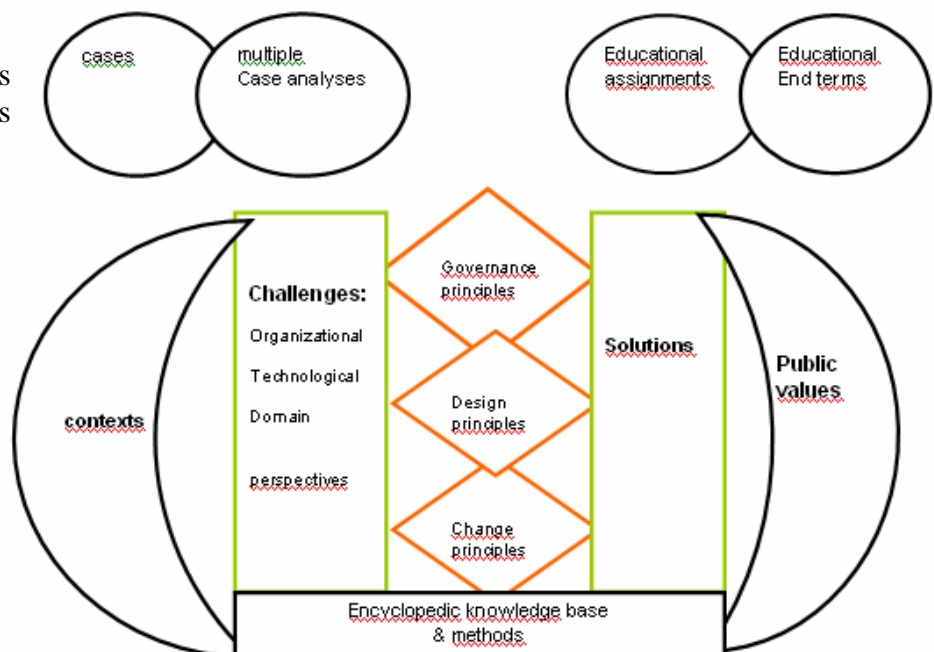 cases
multiple
Case analyses
Educational
assignments
Educational
End terms
s
s
contexts
Challenges:
Organizational
Technological
Domain
perspectives
Governance
principles
Design
principles
Change
principles
Solutions
Public
values
Encyclopedic knowledge base
& methods